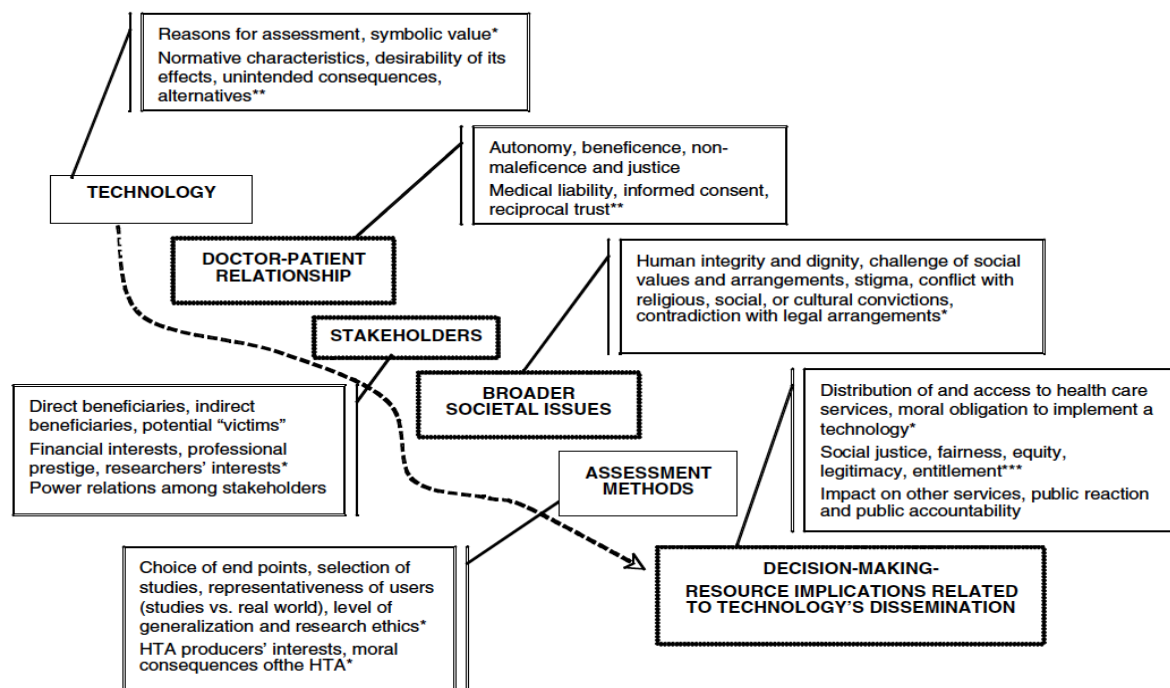 Reasons for assessment, symbolic value*
Normative characteristics, desirability of its
effects, unintended consequences,
alternatives**
TECHNOLOGY
Autonomy, beneficence, non-
maleficence and justice
Medical liability, informed consent,
reciprocal trust**
DOCTOR-PATIENT
RELATIONSHIP
Human integrity and dignity, challenge of social
values and arrangements, stigma, conflict with
religious, social, or cultural convictions,
contradiction with legal arrangements*
STAKEHOLDERS
Direct beneficiaries, indirect
beneficiaries, potential “victims”
Financial interests, professional
prestige, researchers’ interests*
Power relations among stakeholders
BROADER
SOCIETAL ISSUES
Distribution of and access to health care
services, moral obligation to implement a
technology*
Social justice, fairness, equity,
legitimacy, entitlement***
Impact on other services, public reaction
and public accountability
ASSESSMENT
METHODS
Choice of end points, selection of
studies, representativeness of users
(studies vs. real world), level of
generalization and research ethics*
HTA producers’ interests, moral
consequences ofthe HTA*
DECISION-MAKING-
RESOURCE IMPLICATIONS RELATED
TO TECHNOLOGY’S DISSEMINATION